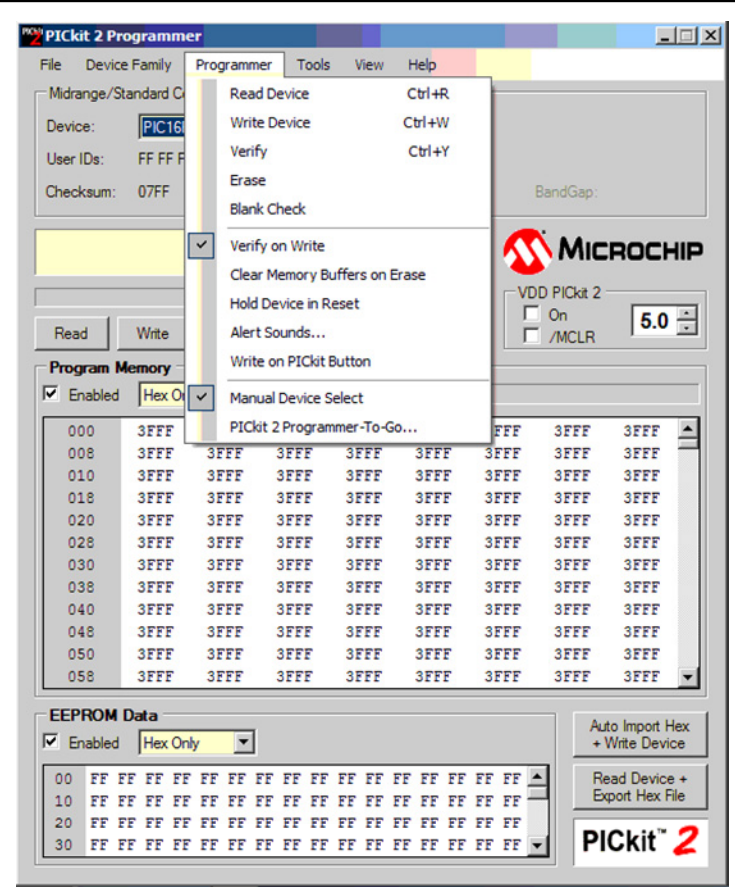 PICkit 2 Programmer
File Device Family Programmer Tools View Help
Midrange/Standard C
Read Device Ctrl+R
Device: PIC16
Write Device Ctrl+W
User IDs: FF FF F
Verify Ctrl+Y
Erase
Checksum: 07FF
BandGap:
Blank Check
Verify on Write
MICROCHIP
Clear Memory Buffers on Erase
VDD PICkit 2
Hold Device in Reset
On
5.0
/MCLR
Read Write
Alert Sounds...
Write on PICkit Button
Program Memory
Enabled Hex O
Manual Device Select
PICkit 2 Programmer-To-Go...
000 3FFF FFF 3FFF 3FFF
008 3FFF 3FFF 3FFF 3FFF 3FFF 3FFF 3FFF 3FFF
010 3FFF 3FFF 3FFF 3FFF 3FFF 3FFF 3FFF 3FFF
018 3FFF 3FFF 3FFF 3FFF 3FFF 3FFF 3FFF 3FFF
020 3FFF 3FFF 3FFF 3FFF 3FFF 3FFF 3FFF 3FFF
028 3FFF 3FFF 3FFF 3FFF 3FFF 3FFF 3FFF 3FFF
030 3FFF 3FFF 3FFF 3FFF 3FFF 3FFF 3FFF 3FFF
038 3FFF 3FFF 3FFF 3FFF 3FFF 3FFF 3FFF 3FFF
040 3FFF 3FFF 3FFF 3FFF 3FFF 3FFF 3FFF 3FFF
048 3FFF 3FFF 3FFF 3FFF 3FFF 3FFF 3FFF 3FFF
050 3FFF 3FFF 3FFF 3FFF 3FFF 3FFF 3FFF 3FFF
058 3FFF 3FFF 3FFF 3FFF 3FFF 3FFF 3FFF 3FFF
EEPROM Data
Enabled Hex Only
Auto Import Hex
+ Write Device
00 FF FF FF FF FF FF FF FF FF FF FF FF FF FF FF FF
10 FF FF FF FF FF FF FF FF FF FF FF FF FF FF FF FF
20 FF FF FF FF FF FF FF FF FF FF FF FF FF FF FF FF
30 FF FF FF FF FF FF FF FF FF FF FF FF FF FF FF FF
Read Device +
Export Hex File
PICkit™ 2